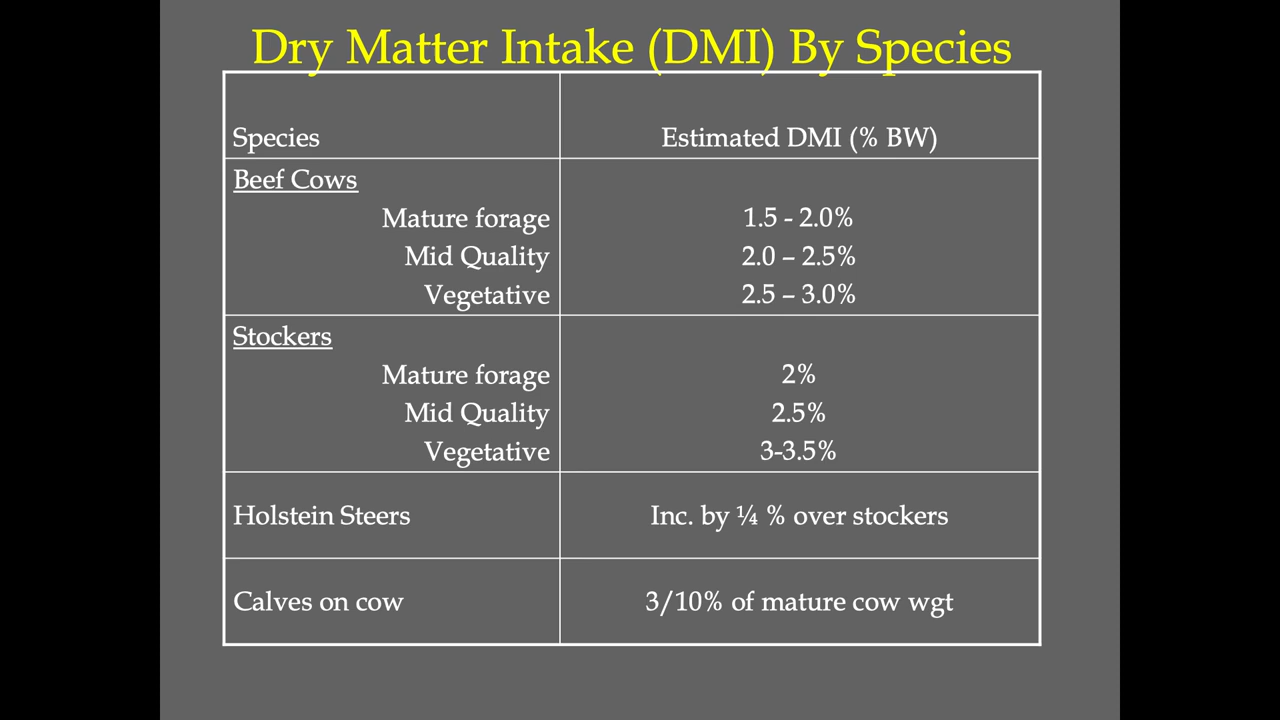 Dry Matter Intake (DMI) By Species
Species Estimated DMI (% BW)
Beef Cows
Mature forage 1.5 - 2.0%
Mid Quality 2.0 – 2.5%
Vegetative 2.5 – 3.0%
Stockers
Mature forage 2%
Mid Quality 2.5%
Vegetative 3-3.5%
Holstein Steers Inc. by ¼ % over stockers
Calves on cow 3/10% of mature cow wgt